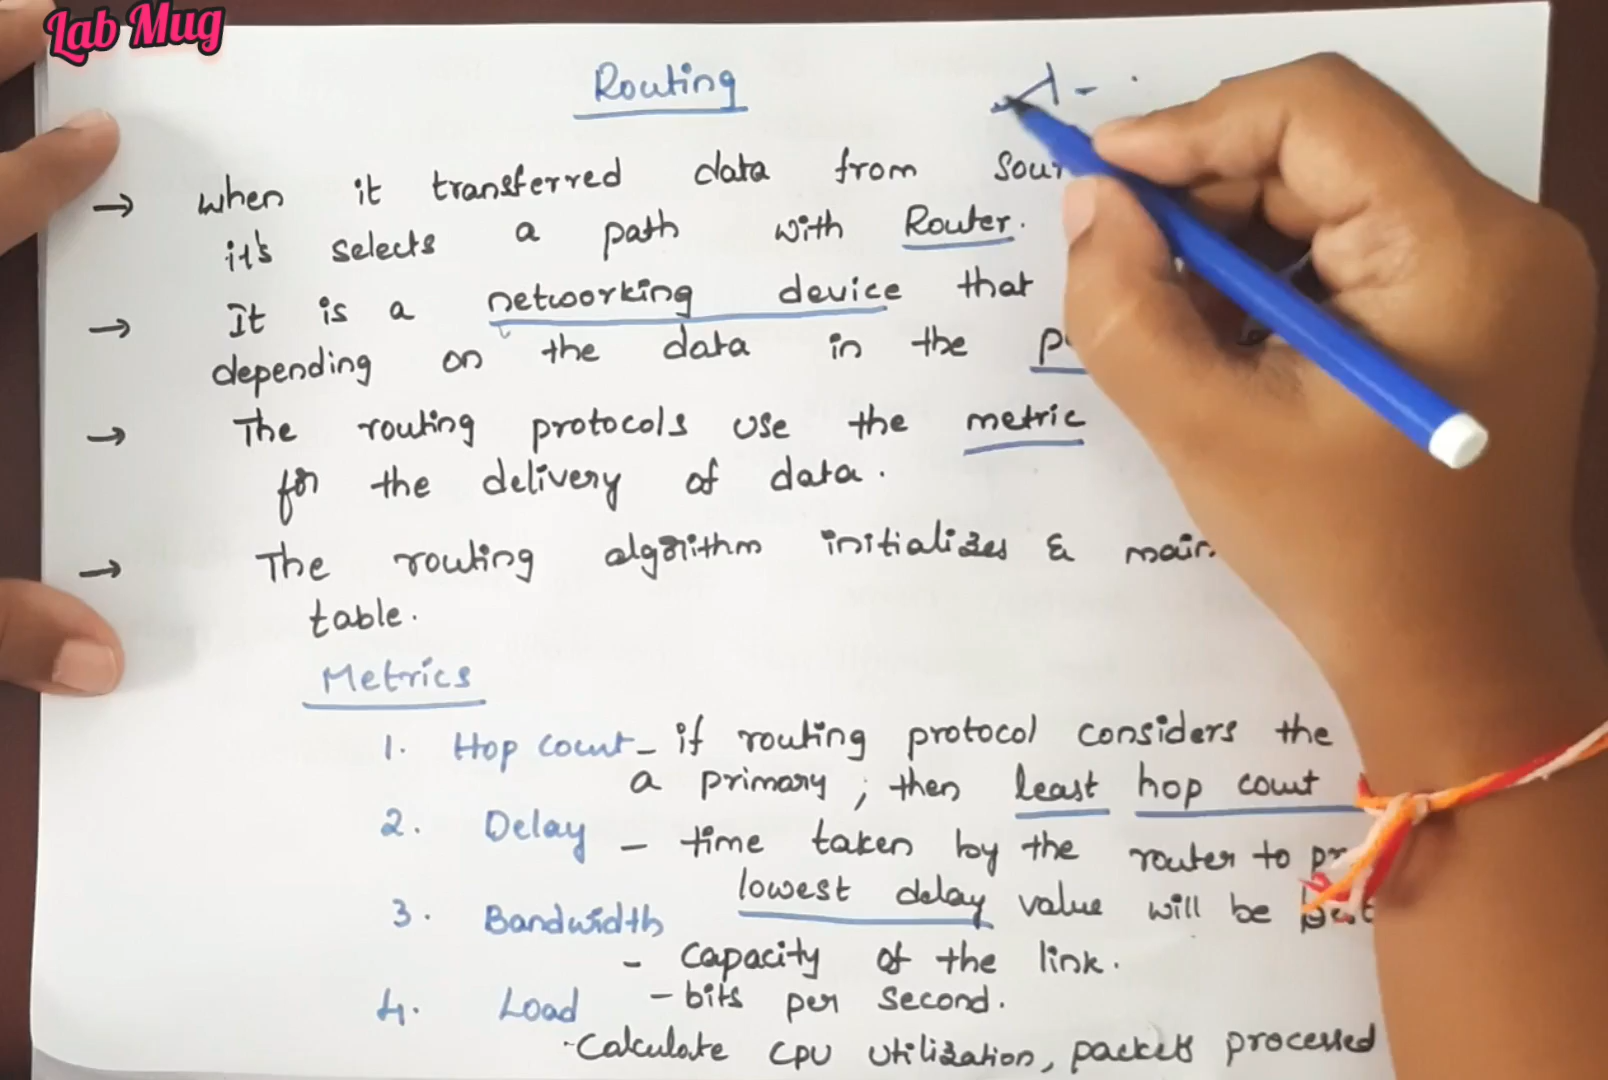 Lab Mug
Routing
→ when it transferred data from
it's selects a path with Router.
→ It is a networking device that
depending on the data in the
→ The routing protocols use the metric
for the delivery of data.
→ The routing algorithm initializes &
table.
Metrics
1. Hop count - if routing protocol considers the
a primary, then least hop count
2. Delay - time taken by the router to
lowest delay value will be
3. Bandwidth
- Capacity of the link.
- bits per second.
4. Load
- Calculate CPU utilization, packets processed